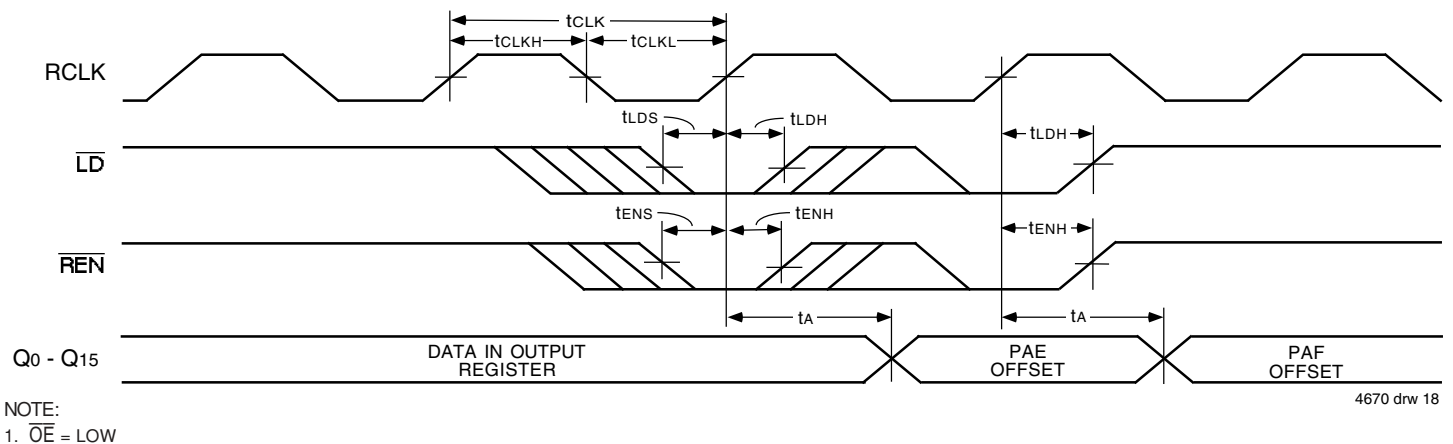 tCLK
tCLKH
tCLKL
RCLK
tLDS
tLDH
tLDH
LD
tENS
tENH
tENH
REN
tA
tA
Q0 - Q15
DATA IN OUTPUT
REGISTER
PAE
OFFSET
PAF
OFFSET
4670 drw 18
NOTE:
1. OE = LOW